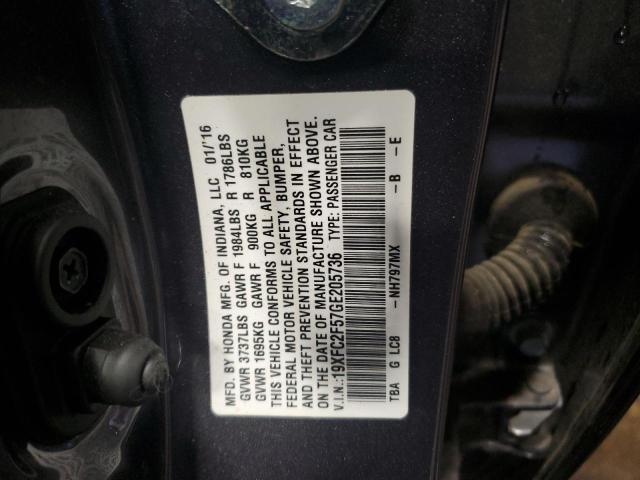 MFD. BY HONDA MFG. OF INDIANA, LLC 01/'16
GVWR 3737LBS GAWR F 1984LBS R 1786LBS
GVWR 1695KG GAWR F 900KG R 810KG
THIS VEHICLE CONFORMS TO ALL APPLICABLE
FEDERAL MOTOR VEHICLE SAFETY, BUMPER,
AND THEFT PREVENTION STANDARDS IN EFFECT
ON THE DATE OF MANUFACTURE SHOWN ABOVE.
V.I.N.:19XFC2F57GE205736 TYPE: PASSENGER CAR
TBA G LC8 -NH797MX -B -E